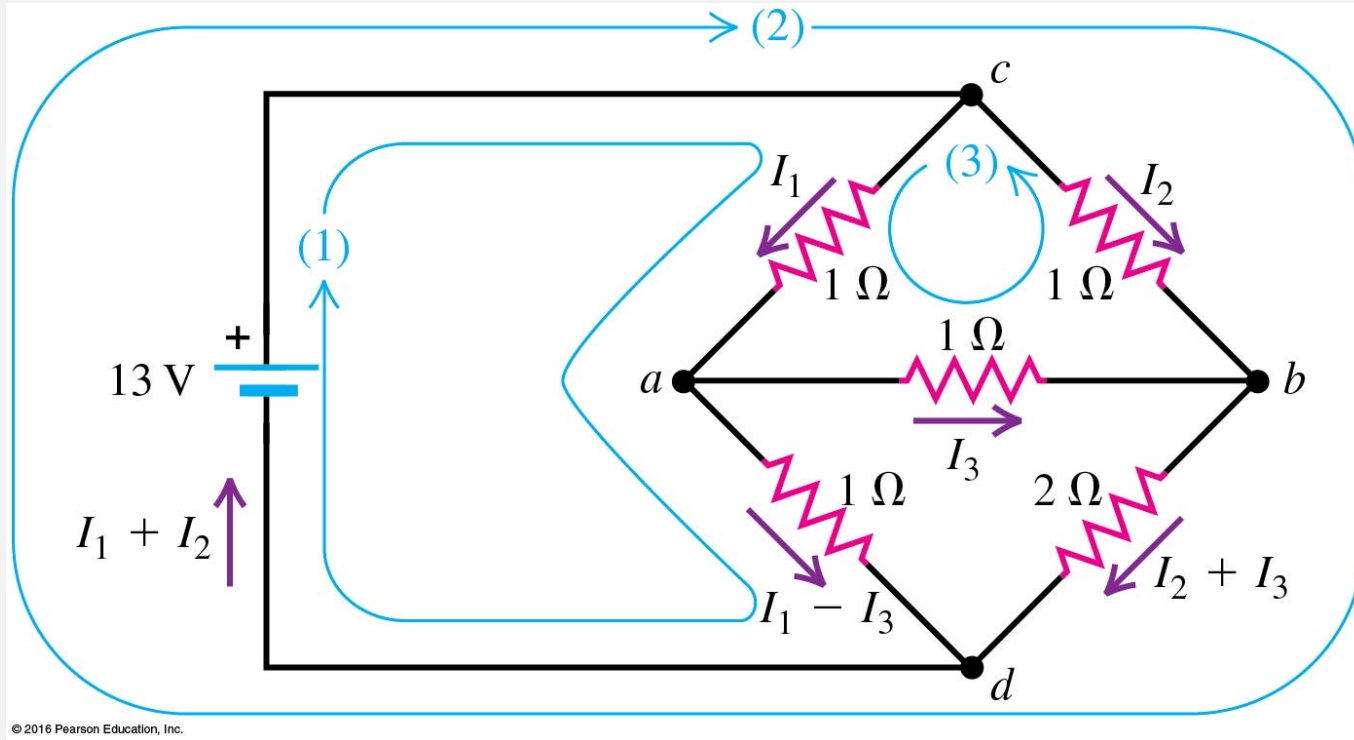 (2)
c
I₁
(3)
I₂
(1)
1 Ω
1 Ω
+
1 Ω
13 V
a
b
I₃
1 Ω
2 Ω
I₁ + I₂
I₂ + I₃
I₁ − I₃
d
© 2016 Pearson Education, Inc.